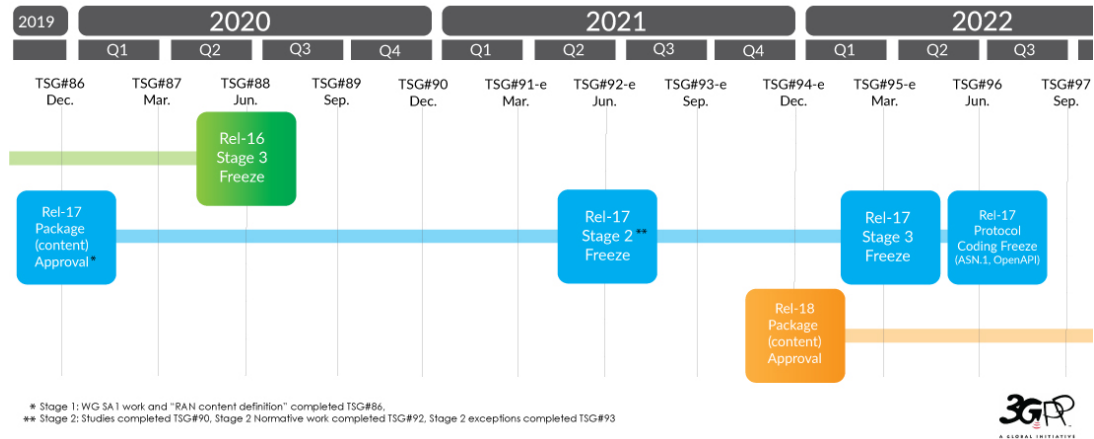 2019
2020
2021
2022
Q1
Q2
Q3
Q4
Q1
Q2
Q3
Q4
Q1
Q2
Q3
TSG#86
Dec.
TSG#87
Mar.
TSG#88
Jun.
TSG#89
Sep.
TSG#90
Dec.
TSG#91-e
Mar.
TSG#92-e
Jun.
TSG#93-e
Sep.
TSG#94-e
Dec.
TSG#95-e
Mar.
TSG#96
Jun.
TSG#97
Sep.
Rel-16
Stage 3
Freeze
Rel-17
Package
(content)
Approval*
Rel-17
Stage 2**
Freeze
Rel-17
Stage 3
Freeze
Rel-17
Protocol
Coding Freeze
(ASN.1, OpenAPI)
Rel-18
Package
(content)
Approval
* Stage 1: WG SA1 work and "RAN content definition" completed TSG#86,
** Stage 2: Studies completed TSG#90, Stage 2 Normative work completed TSG#92, Stage 2 exceptions completed TSG#93
3GPP
A GLOBAL INITIATIVE